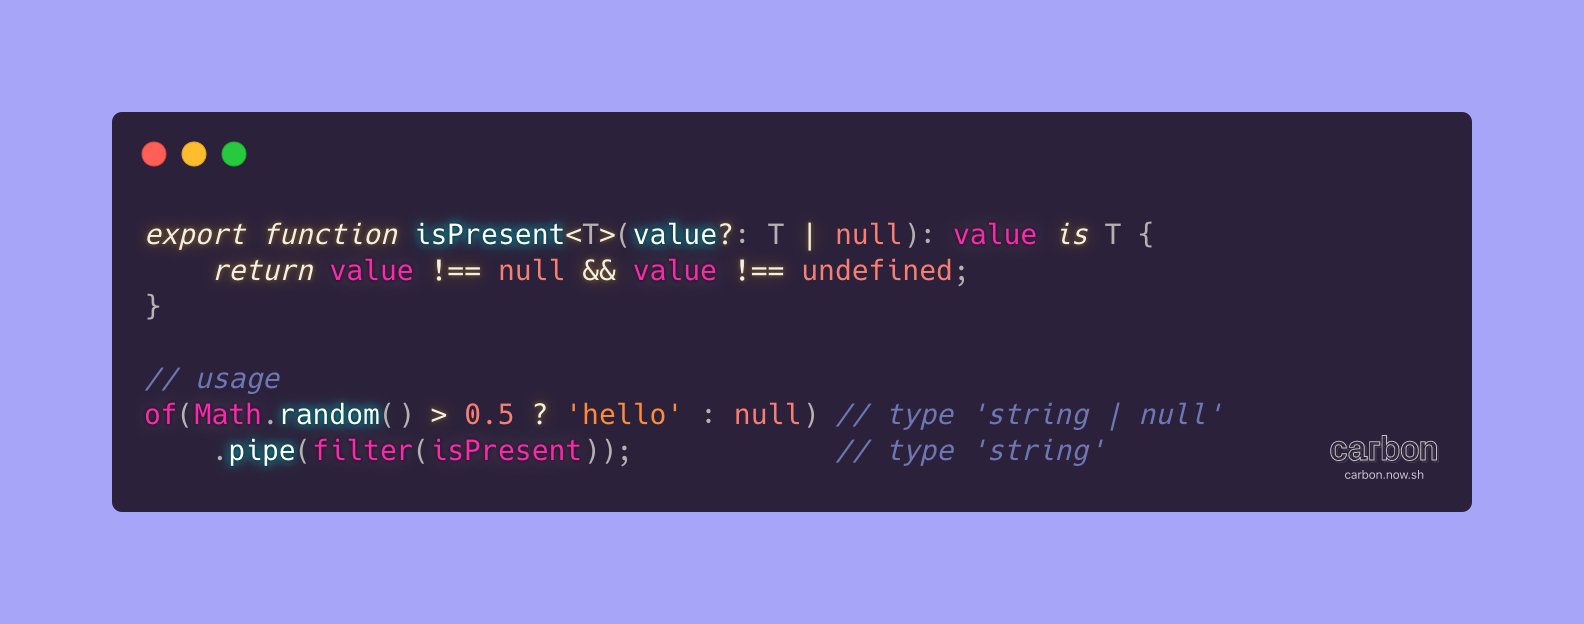 export function isPresent<T>(value?: T | null): value is T {
    return value !== null && value !== undefined;
}

// usage
of(Math.random() > 0.5 ? 'hello' : null) // type 'string | null'
    .pipe(filter(isPresent));            // type 'string'
carbon
carbon.now.sh